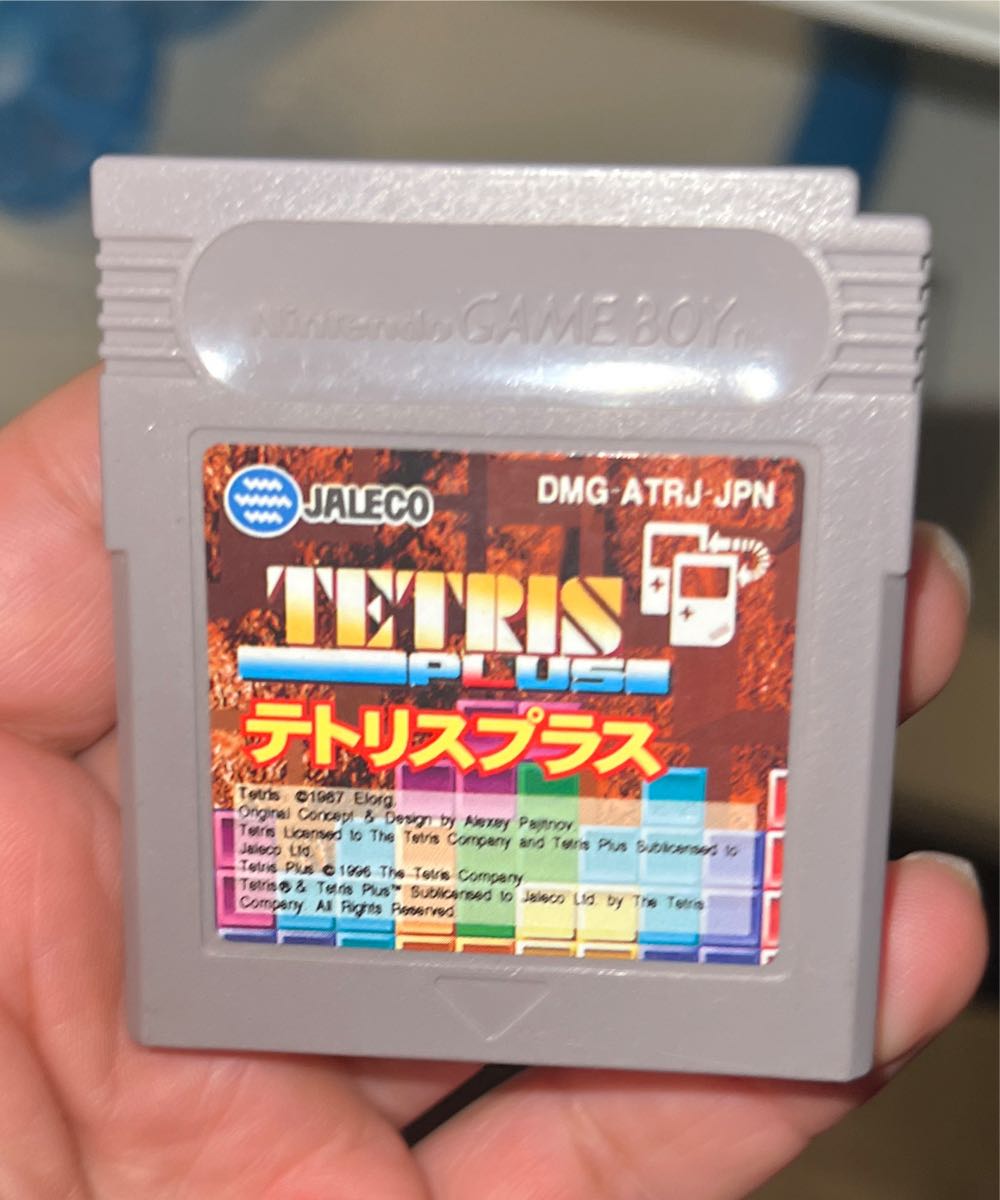 Nintendo GAME BOY
JALECO
DMG-ATRJ-JPN
TETRIS
PLUS
テトリスプラス
Tetris ©1987 Elorg.
Original Concept & Design by Alexey Pajitnov.
Tetris Licensed to The Tetris Company and Tetris Plus Sublicensed to
Jaleco Ltd.
Tetris Plus © 1996 The Tetris Company
Tetris® & Tetris Plus™ Sublicensed to Jaleco Ltd. by The Tetris
Company. All Rights Reserved.